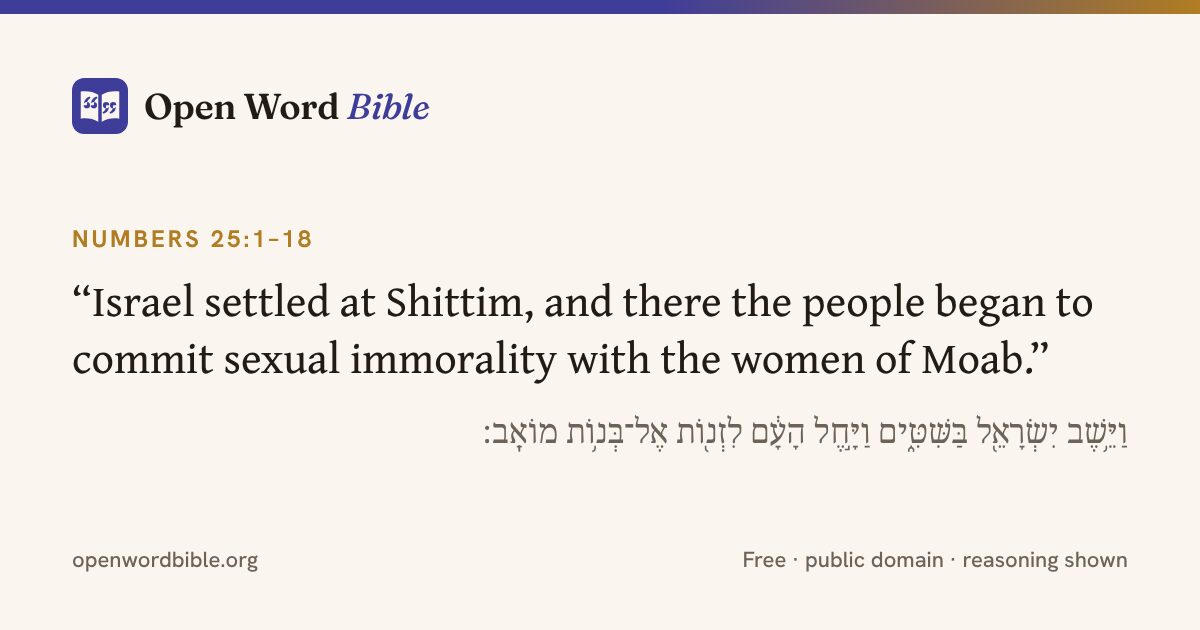 Open Word Bible
NUMBERS 25:1–18
“Israel settled at Shittim, and there the people began to
commit sexual immorality with the women of Moab.”
וַיֵּ֥שֶׁב יִשְׂרָאֵ֖ל בַּשִּׁטִּ֑ים וַיָּ֣חֶל הָעָ֔ם לִזְנ֖וֹת אֶל־בְּנ֥וֹת מוֹאָֽב׃
openwordbible.org
Free · public domain · reasoning shown